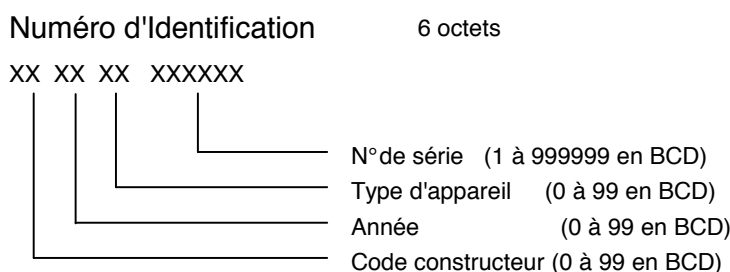 Numéro d'Identification 6 octets
XX XX XX XXXXXX
N°de série (1 à 999999 en BCD)
Type d'appareil (0 à 99 en BCD)
Année (0 à 99 en BCD)
Code constructeur (0 à 99 en BCD)